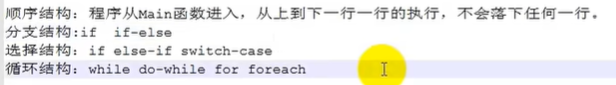 顺序结构：程序从Main函数进入，从上到下一行一行的执行，不会落下任何一行。
分支结构:if  if-else
选择结构: if else-if switch-case
循环结构: while do-while for foreach